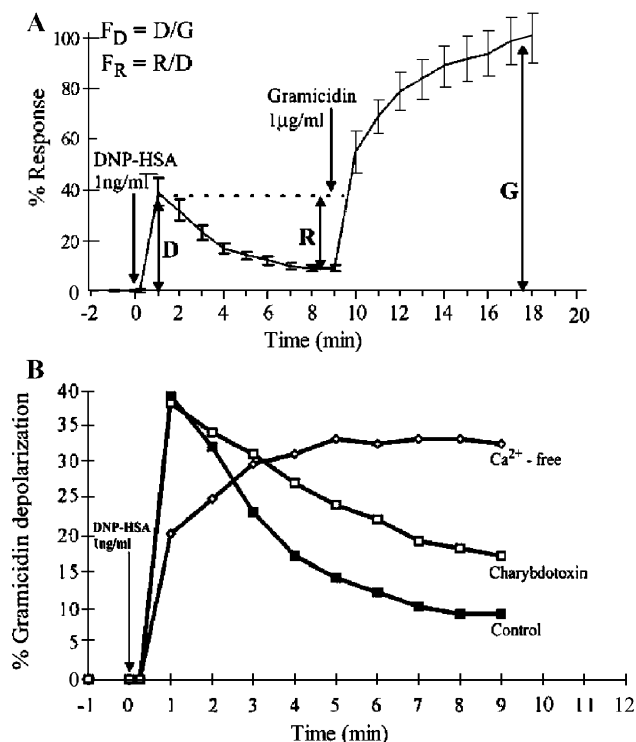 A
F_D = D/G
F_R = R/D
% Response
100
80
60
40
20
0
DNP-HSA
1ng/ml
Gramicidin
1µg/ml
D
R
G
-2 0 2 4 6 8 10 12 14 16 18 20
Time (min)
B
% Gramicidin depolarization
40
35
30
25
20
15
10
5
0
DNP-HSA
1ng/ml
Ca2+ - free
Charybdotoxin
Control
-1 0 1 2 3 4 5 6 7 8 9 10 11 12
Time (min)